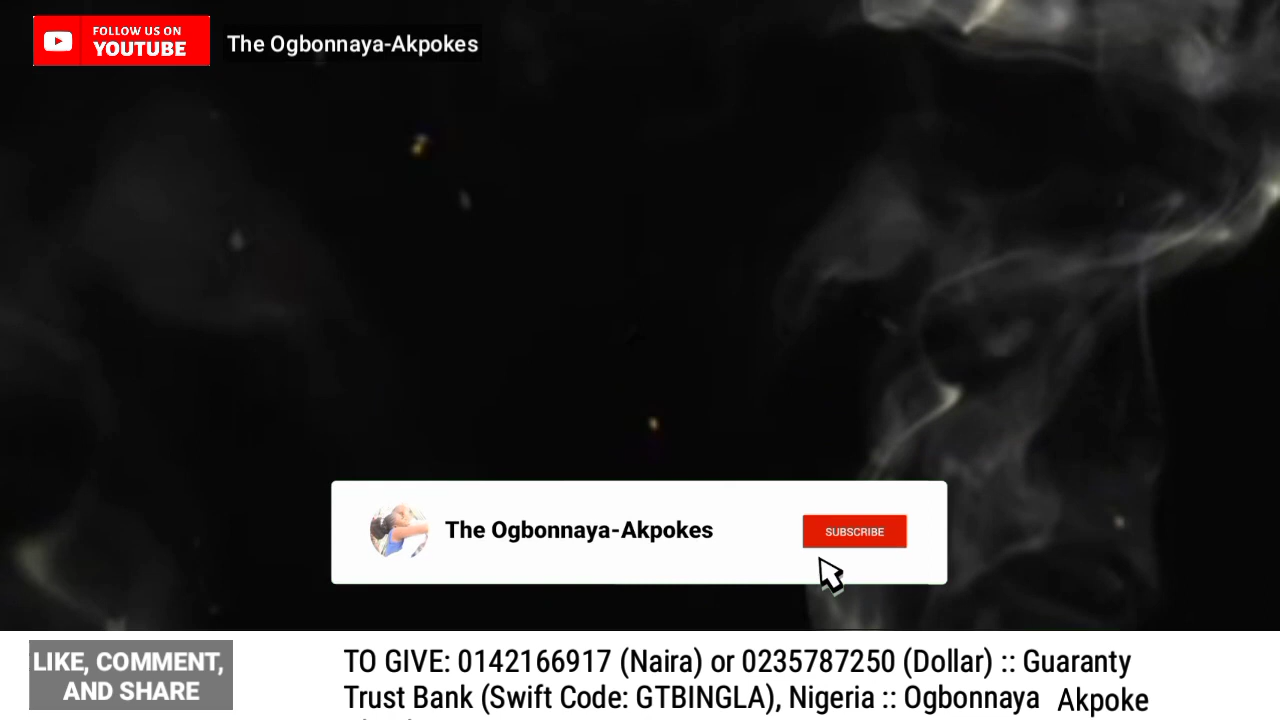 FOLLOW US ON
YOUTUBE
The Ogbonnaya-Akpokes
The Ogbonnaya-Akpokes
SUBSCRIBE
LIKE, COMMENT,
AND SHARE
TO GIVE: 0142166917 (Naira) or 0235787250 (Dollar) :: Guaranty
Trust Bank (Swift Code: GTBINGLA), Nigeria :: Ogbonnaya Akpoke